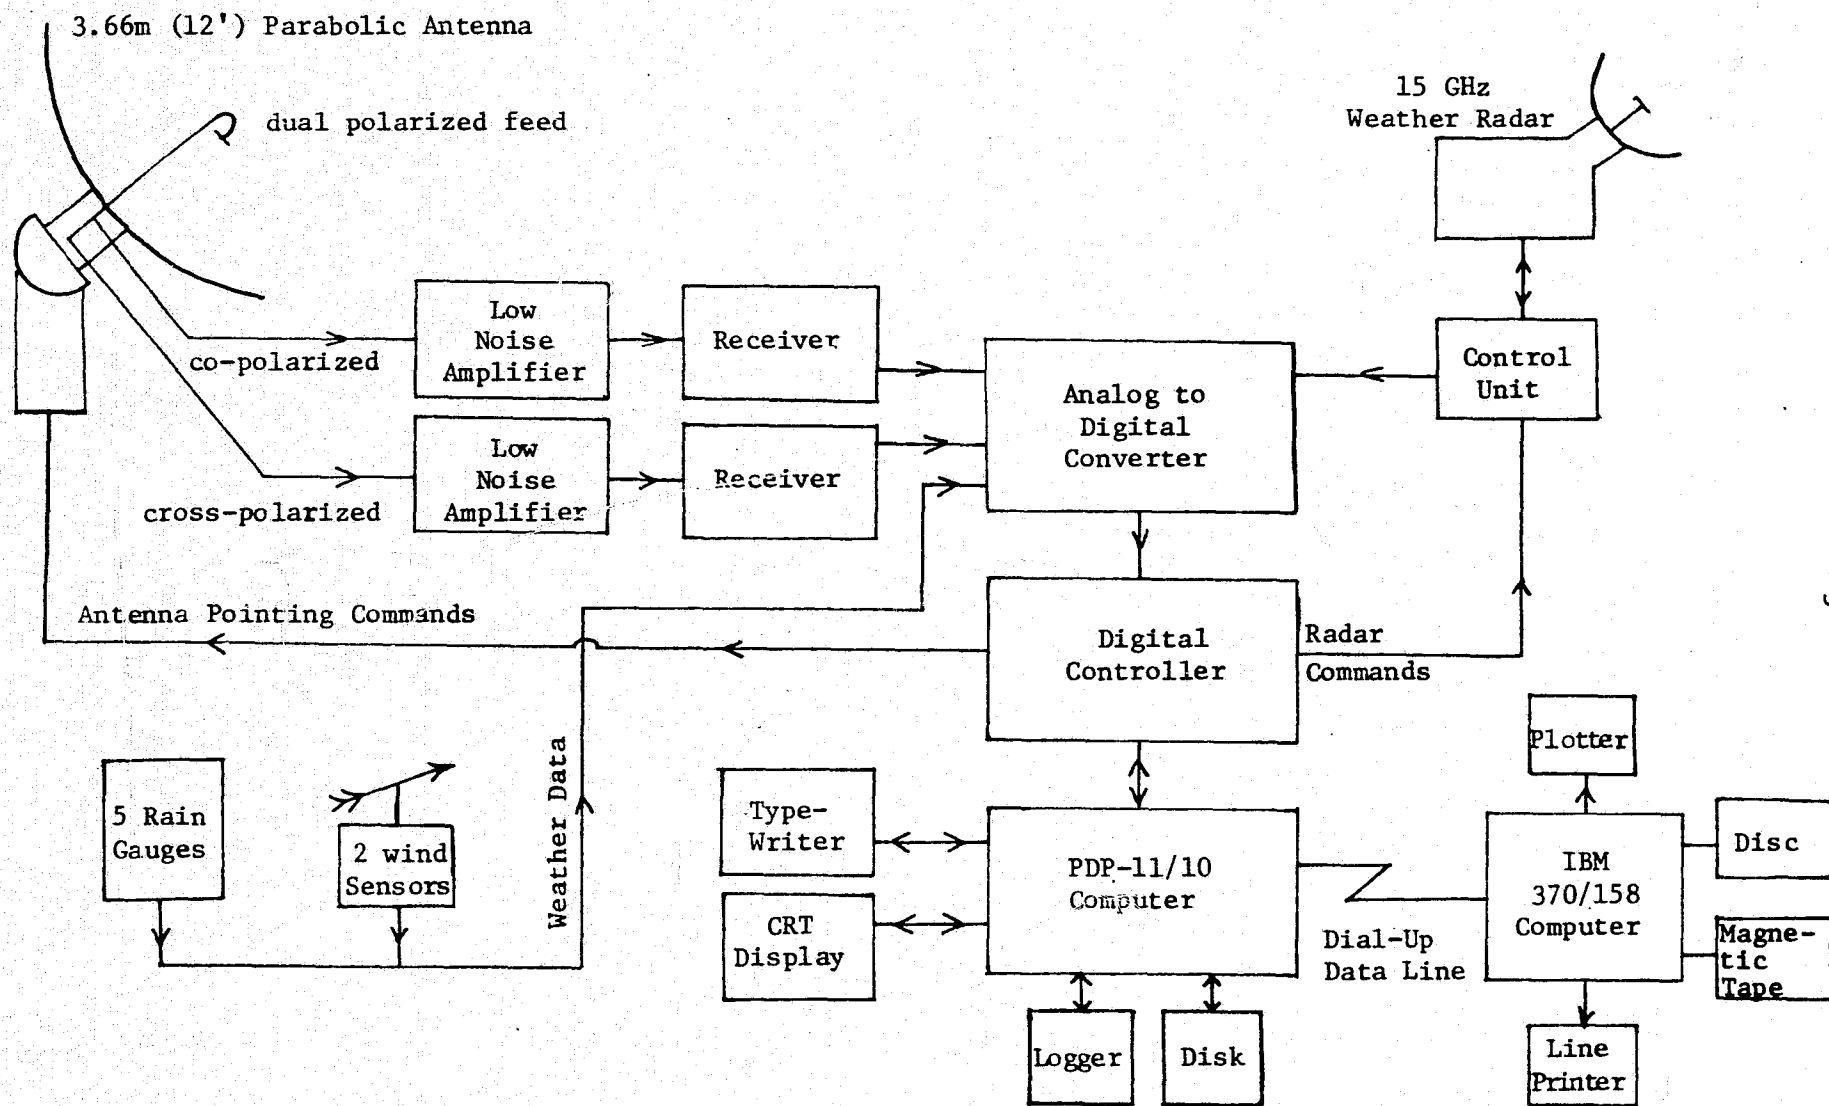 3.66m (12') Parabolic Antenna
dual polarized feed
15 GHz
Weather Radar
Low
Noise
Amplifier
Receiver
co-polarized
Analog to
Digital
Converter
Control
Unit
Low
Noise
Amplifier
Receiver
cross-polarized
Antenna Pointing Commands
Digital
Controller
Radar
Commands
Weather Data
5 Rain
Gauges
2 wind
Sensors
Type-
Writer
CRT
Display
PDP-11/10
Computer
Dial-Up
Data Line
Plotter
IBM
370/158
Computer
Disc
Magne-
tic
Tape
Logger
Disk
Line
Printer